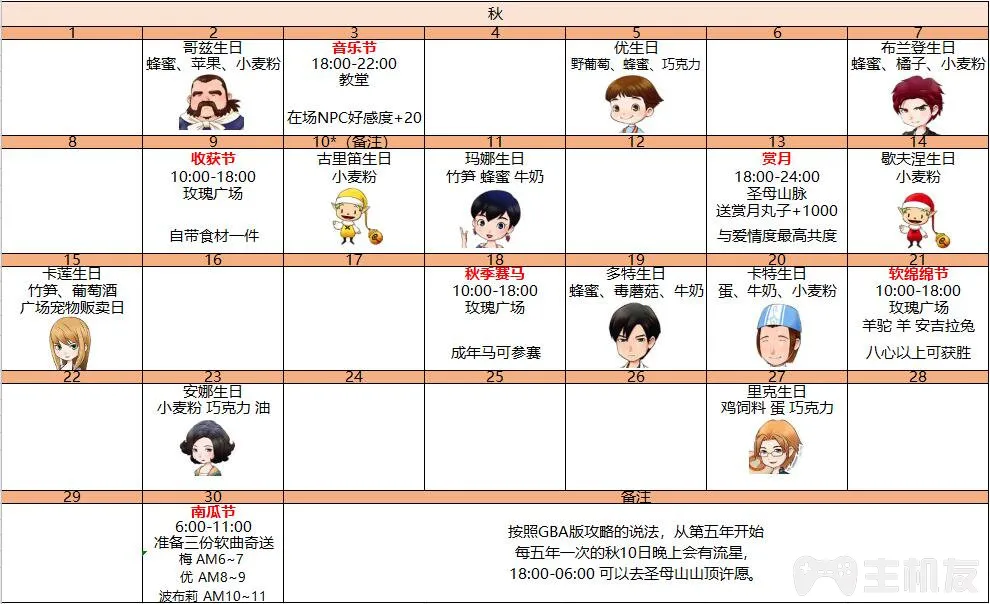 秋
1 2 3 4 5 6 7
哥兹生日
蜂蜜、苹果、小麦粉
音乐节
18:00-22:00
教堂
在场NPC好感度+20
优生日
野葡萄、蜂蜜、巧克力
布兰登生日
蜂蜜、橘子、小麦粉
8 9 10*（备注） 11 12 13 14
收获节
10:00-18:00
玫瑰广场
自带食材一件
古里笛生日
小麦粉
玛娜生日
竹笋 蜂蜜 牛奶
赏月
18:00-24:00
圣母山脉
送赏月丸子+1000
与爱情度最高共度
歇夫涅生日
小麦粉
15 16 17 18 19 20 21
卡莲生日
竹笋、葡萄酒
广场宠物贩卖日
秋季赛马
10:00-18:00
玫瑰广场
成年马可参赛
多特生日
蜂蜜、毒蘑菇、牛奶
卡特生日
蛋、牛奶、小麦粉
软绵绵节
10:00-18:00
玫瑰广场
羊驼 羊 安吉拉兔
八心以上可获胜
22 23 24 25 26 27 28
安娜生日
小麦粉 巧克力 油
里克生日
鸡饲料 蛋 巧克力
29 30 备注
南瓜节
6:00-11:00
准备三份软曲奇送
梅 AM6~7
优 AM8~9
波布莉 AM10~11
按照GBA版攻略的说法，从第五年开始
每五年一次的秋10日晚上会有流星，
18:00-06:00 可以去圣母山山顶许愿。
主机友